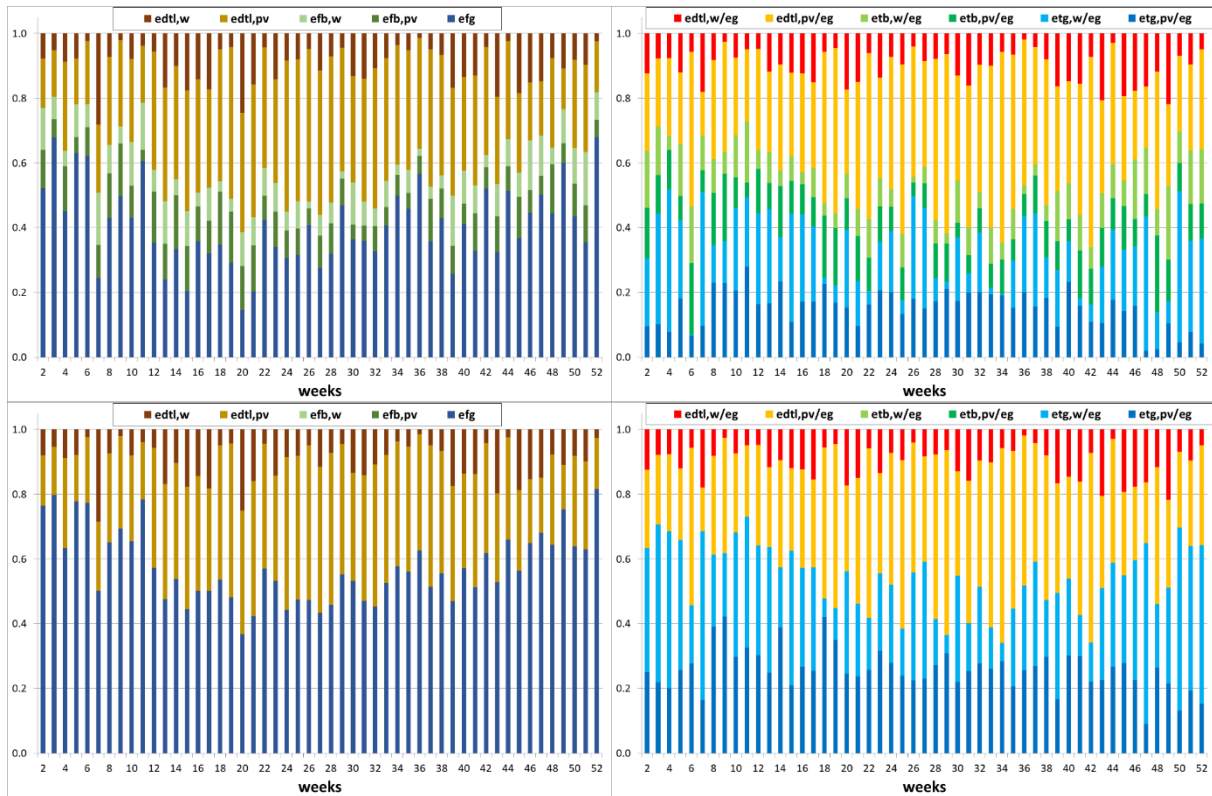 edtl,w edtl,pv efb,w efb,pv efg
1.0
0.8
0.6
0.4
0.2
0.0
2 4 6 8 10 12 14 16 18 20 22 24 26 28 30 32 34 36 38 40 42 44 46 48 50 52
weeks
edtl,w/eg edtl,pv/eg etb,w/eg etb,pv/eg etg,w/eg etg,pv/eg
1.0
0.8
0.6
0.4
0.2
0.0
2 4 6 8 10 12 14 16 18 20 22 24 26 28 30 32 34 36 38 40 42 44 46 48 50 52
weeks
edtl,w edtl,pv efb,w efb,pv efg
1.0
0.8
0.6
0.4
0.2
0.0
2 4 6 8 10 12 14 16 18 20 22 24 26 28 30 32 34 36 38 40 42 44 46 48 50 52
weeks
edtl,w/eg edtl,pv/eg etb,w/eg etb,pv/eg etg,w/eg etg,pv/eg
1.0
0.8
0.6
0.4
0.2
0.0
2 4 6 8 10 12 14 16 18 20 22 24 26 28 30 32 34 36 38 40 42 44 46 48 50 52
weeks